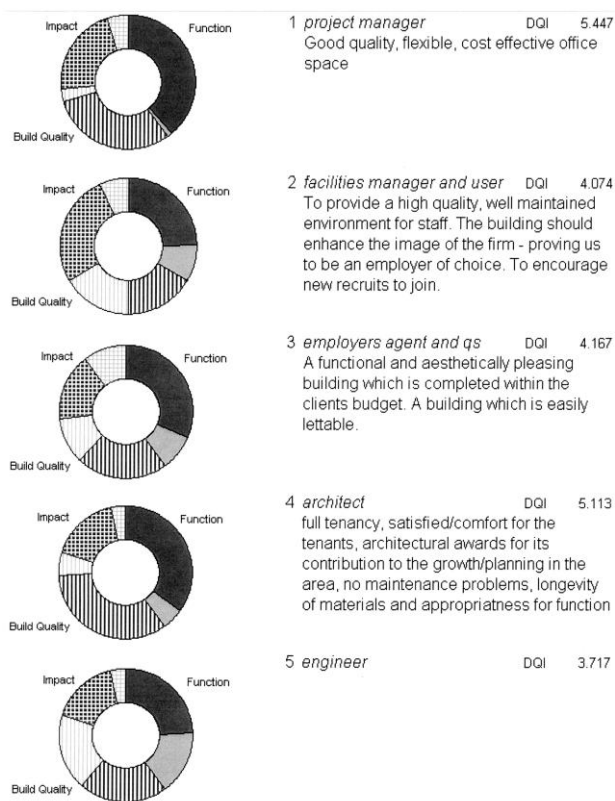 Impact
Function
Build Quality
1 project manager DQI 5.447
Good quality, flexible, cost effective office
space
Impact
Function
Build Quality
2 facilities manager and user DQI 4.074
To provide a high quality, well maintained
environment for staff. The building should
enhance the image of the firm - proving us
to be an employer of choice. To encourage
new recruits to join.
Impact
Function
Build Quality
3 employers agent and qs DQI 4.167
A functional and aesthetically pleasing
building which is completed within the
clients budget. A building which is easily
lettable.
Impact
Function
Build Quality
4 architect DQI 5.113
full tenancy, satisfied/comfort for the
tenants, architectural awards for its
contribution to the growth/planning in the
area, no maintenance problems, longevity
of materials and appropriatness for function
Impact
Function
Build Quality
5 engineer DQI 3.717